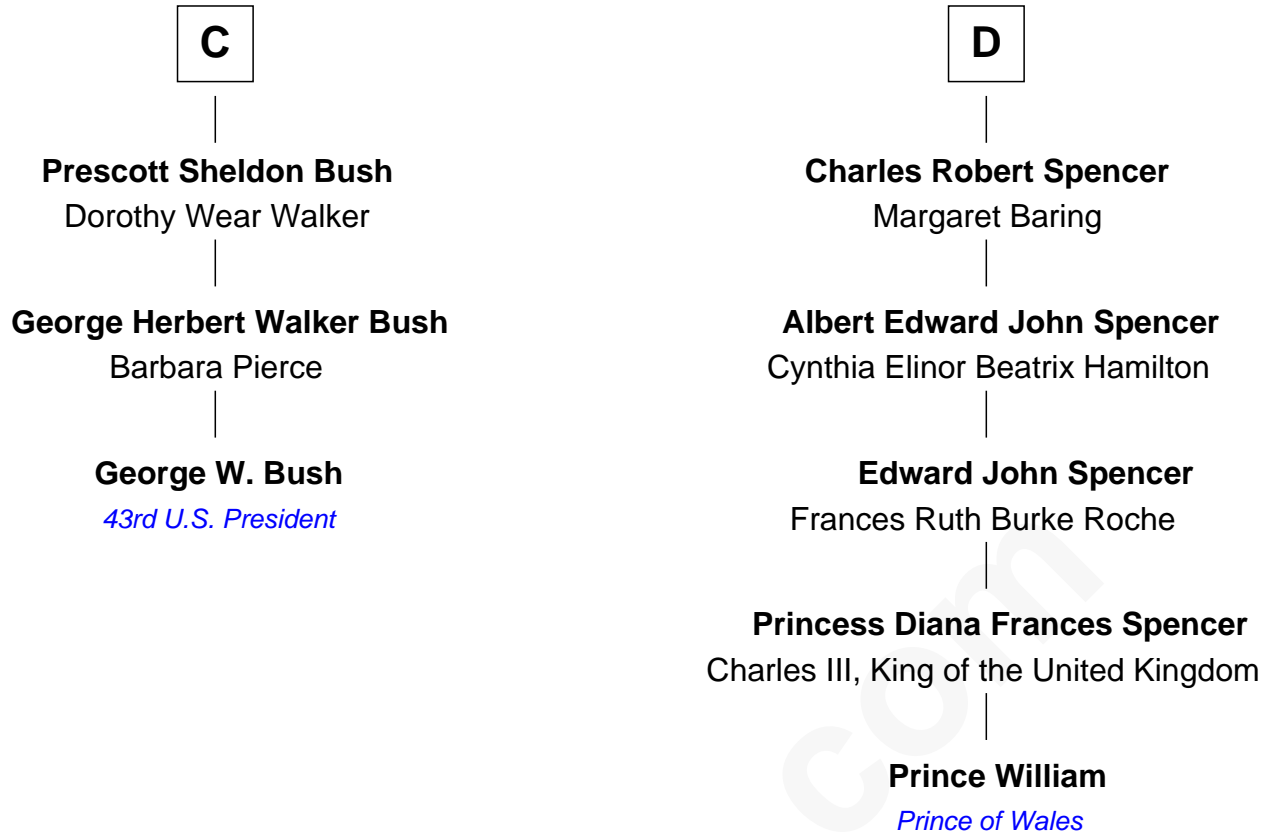 C
Prescott Sheldon Bush
Dorothy Wear Walker
George Herbert Walker Bush
Barbara Pierce
George W. Bush
43rd U.S. President
D
Charles Robert Spencer
Margaret Baring
Albert Edward John Spencer
Cynthia Elinor Beatrix Hamilton
Edward John Spencer
Frances Ruth Burke Roche
Princess Diana Frances Spencer
Charles III, King of the United Kingdom
Prince William
Prince of Wales
com